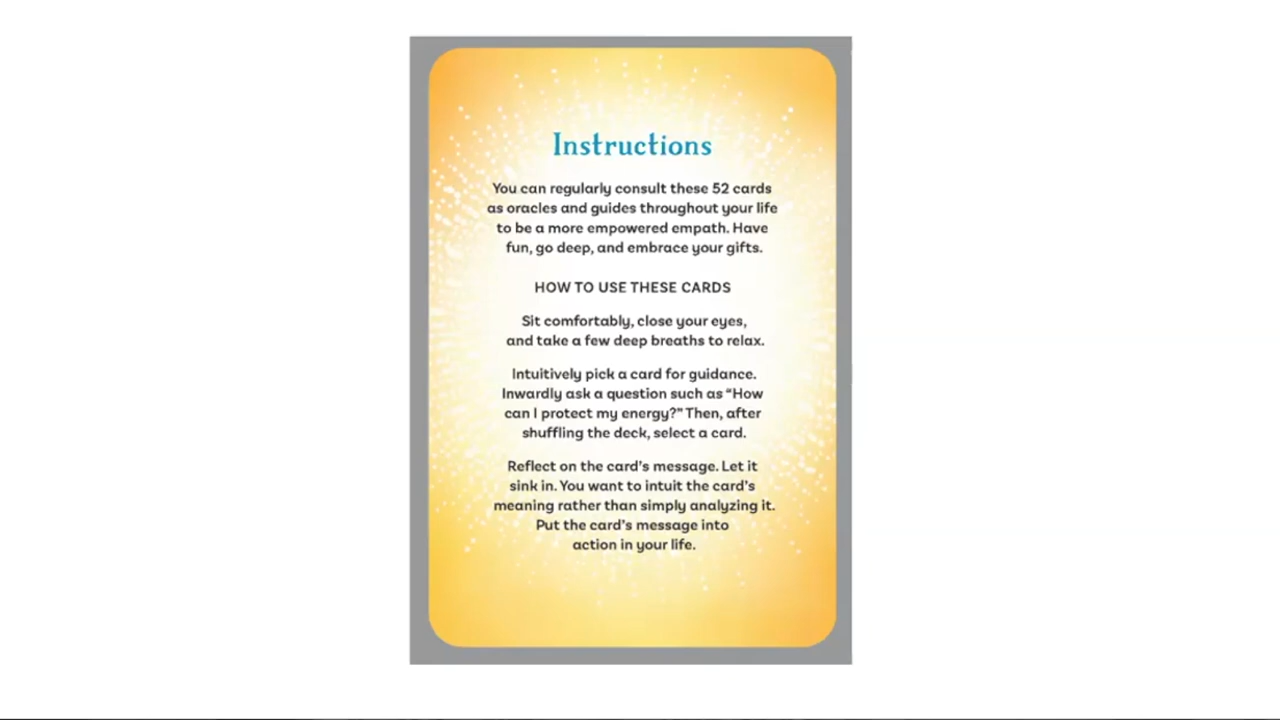 Instructions
You can regularly consult these 52 cards
as oracles and guides throughout your life
to be a more empowered empath. Have
fun, go deep, and embrace your gifts.
HOW TO USE THESE CARDS
Sit comfortably, close your eyes,
and take a few deep breaths to relax.
Intuitively pick a card for guidance.
Inwardly ask a question such as “How
can I protect my energy?” Then, after
shuffling the deck, select a card.
Reflect on the card’s message. Let it
sink in. You want to intuit the card’s
meaning rather than simply analyzing it.
Put the card’s message into
action in your life.